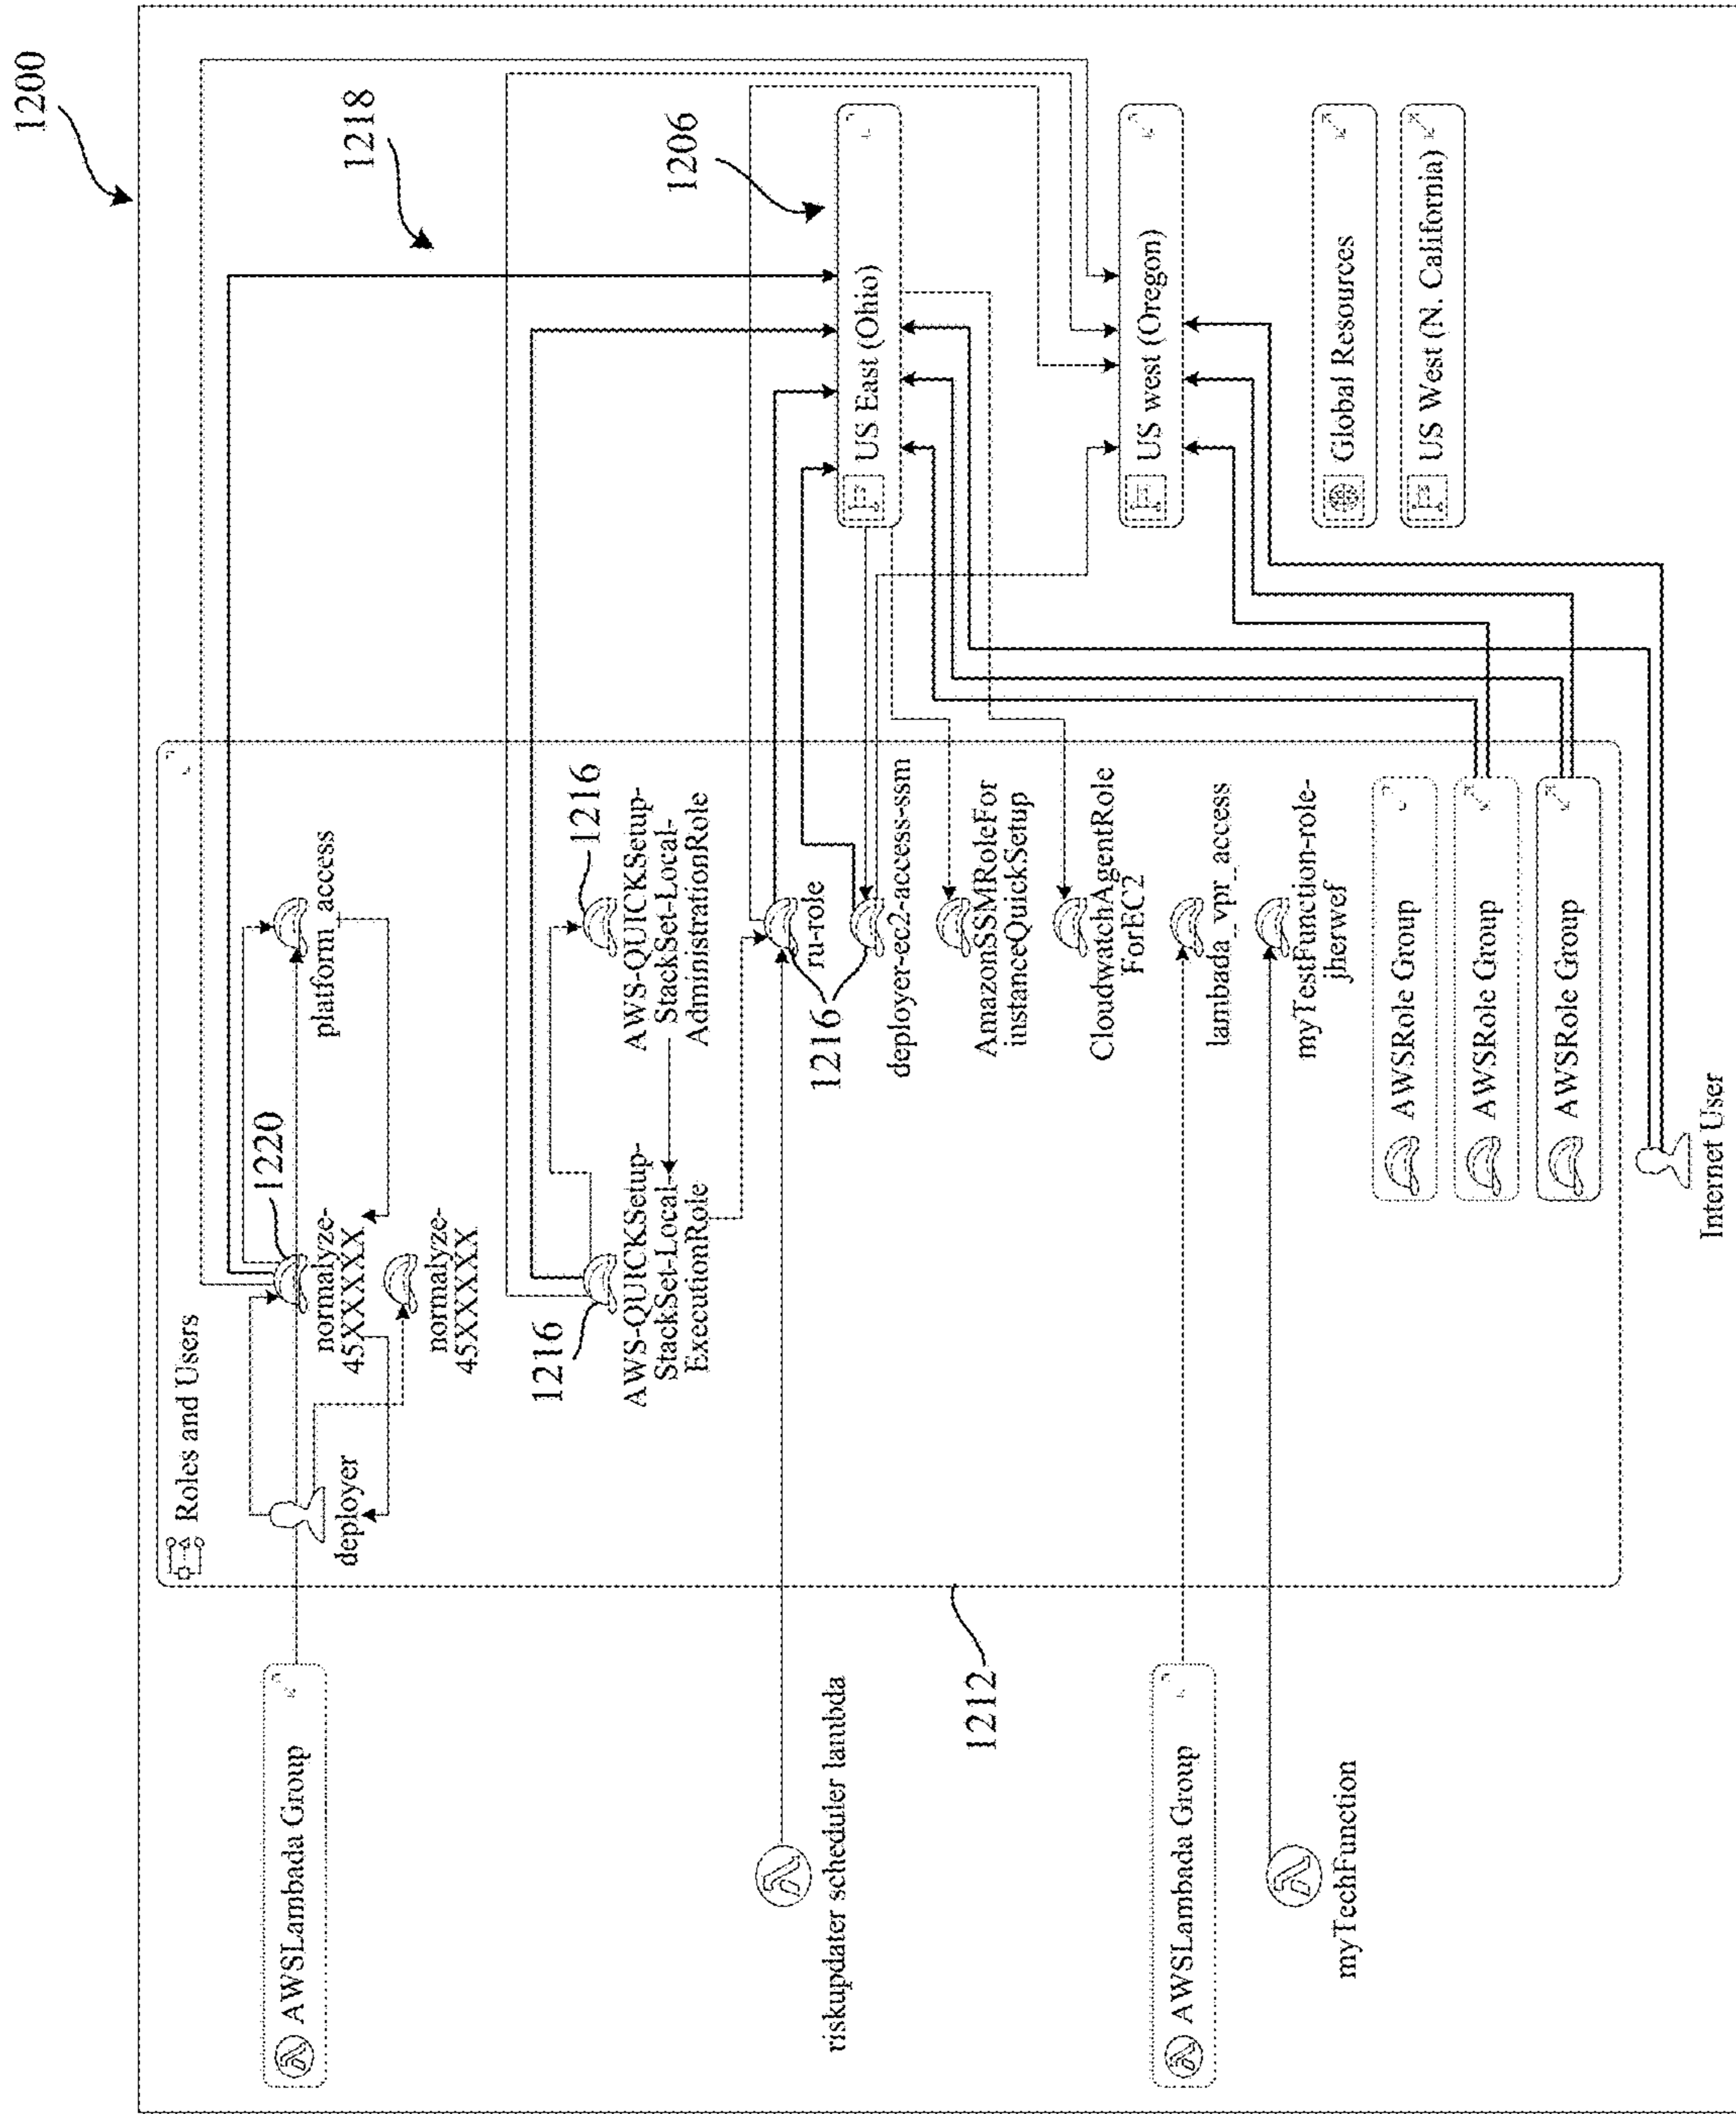 1200
1218
1206
Roles and Users
AWSLambada Group
deployer
1220
normalyze-
45XXXXXX
normalyze-
45XXXXXX
platform_access
1216
AWS-QUICKSetup-
StackSet-Local-
ExecutionRole
1216
AWS-QUICKSetup-
StackSet-Local-
AdministrationRole
riskupdater scheduler lambda
1216
ru-role
deployer-ec2-access-ssm
AmazonSSMRoleFor
instanceQuickSetup
CloudwatchAgentRole
ForEC2
1212
AWSLambada Group
lambada_vpr_access
myTechFunction
myTestFunction-role-
jherwef
AWSRole Group
AWSRole Group
AWSRole Group
Internet User
US East (Ohio)
US west (Oregon)
Global Resources
US West (N. California)